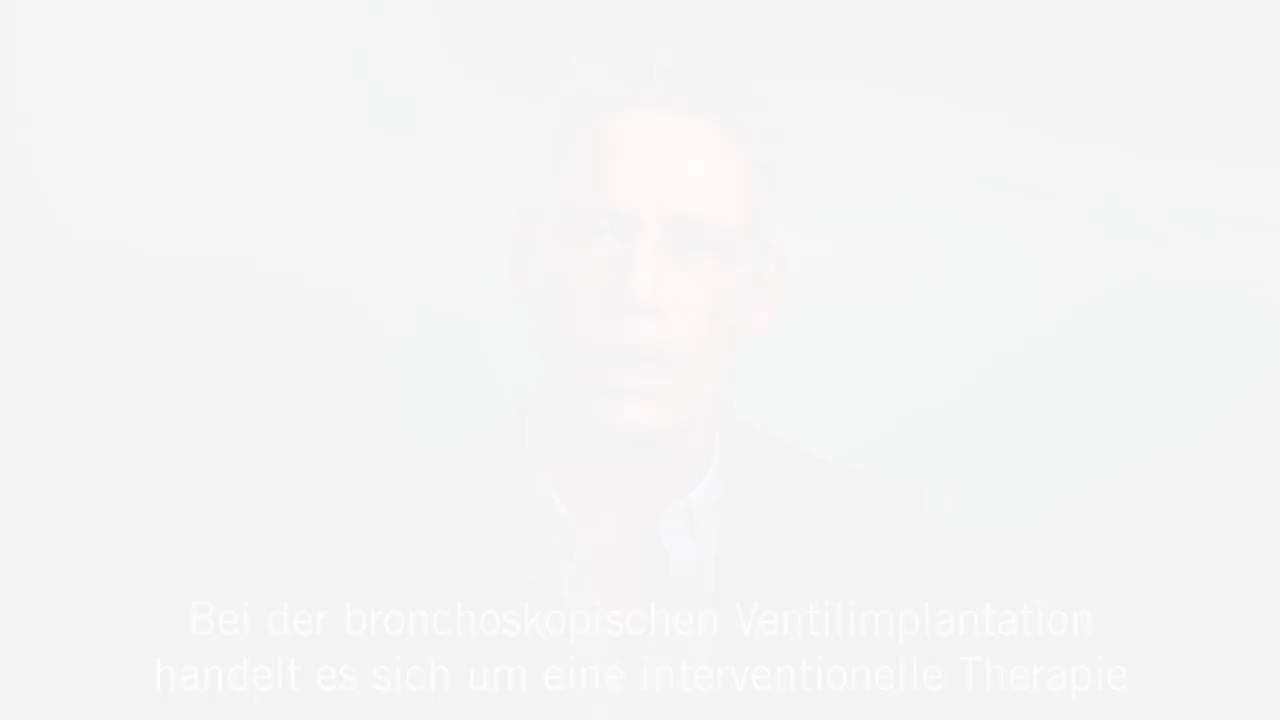 Bei der bronchoskopischen Ventilimplantation
handelt es sich um eine interventionelle Therapie